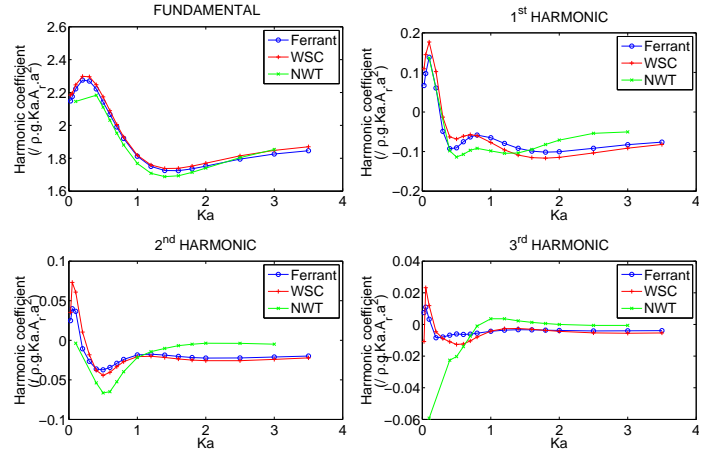 FUNDAMENTAL
2.6
2.4
2.2
2
1.8
1.6
0 1 2 3 4
Ka
Harmonic coefficient
(/ ρ.g.Ka.A_r.a²)
Ferrant
WSC
NWT
1st HARMONIC
0.2
0.1
0
−0.1
−0.2
0 1 2 3 4
Ka
Harmonic coefficient
(/ ρ.g.Ka.A_r.a²)
Ferrant
WSC
NWT
2nd HARMONIC
0.1
0.05
0
−0.05
−0.1
0 1 2 3 4
Ka
Harmonic coefficient
(/ ρ.g.Ka.A_r.a²)
Ferrant
WSC
NWT
3rd HARMONIC
0.04
0.02
0
−0.02
−0.04
−0.06
0 1 2 3 4
Ka
Harmonic coefficient
(/ ρ.g.Ka.A_r.a²)
Ferrant
WSC
NWT